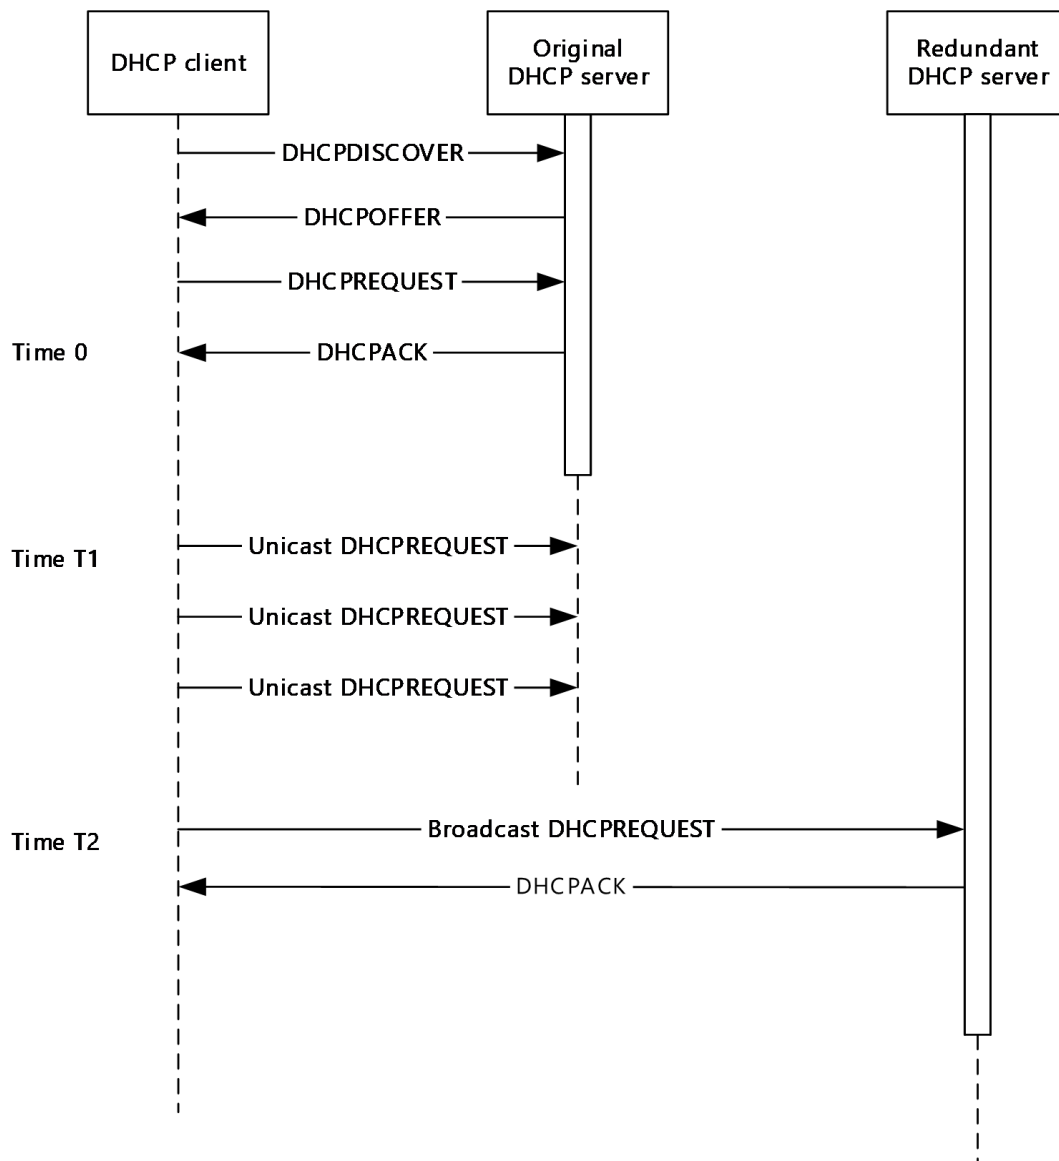 DHCP client
Original
DHCP server
Redundant
DHCP server
DHCPDISCOVER
DHCPOFFER
DHCPREQUEST
Time 0
DHCPACK
Time T1
Unicast DHCPREQUEST
Unicast DHCPREQUEST
Unicast DHCPREQUEST
Time T2
Broadcast DHCPREQUEST
DHCPACK